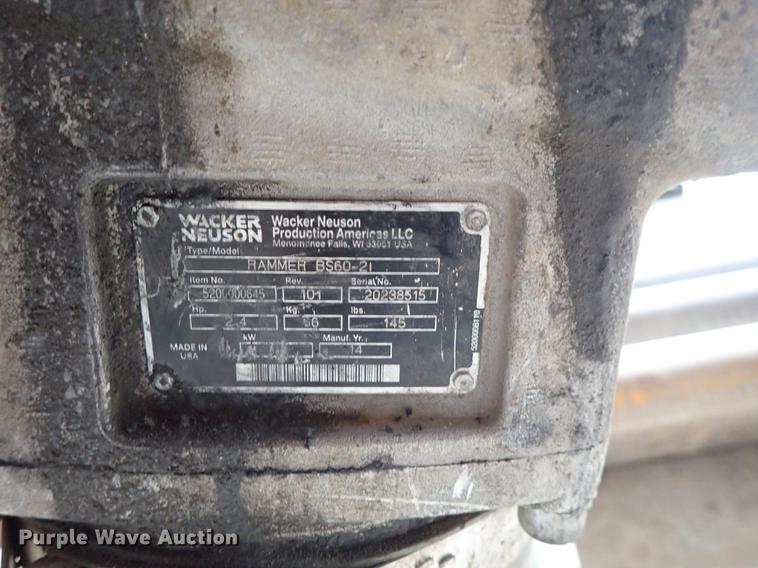 WACKER
NEUSON
Wacker Neuson
Production Americas LLC
Menomonee Falls, WI 53051 USA
Type/Model
RAMMER BS60-2i
Item No. Rev. Serial No.
5200000645 101 20238515
Hp. Kg. lbs.
2.4 66 145
kW Manuf. Yr.
MADE IN
USA
14
5200008170
Purple Wave Auction